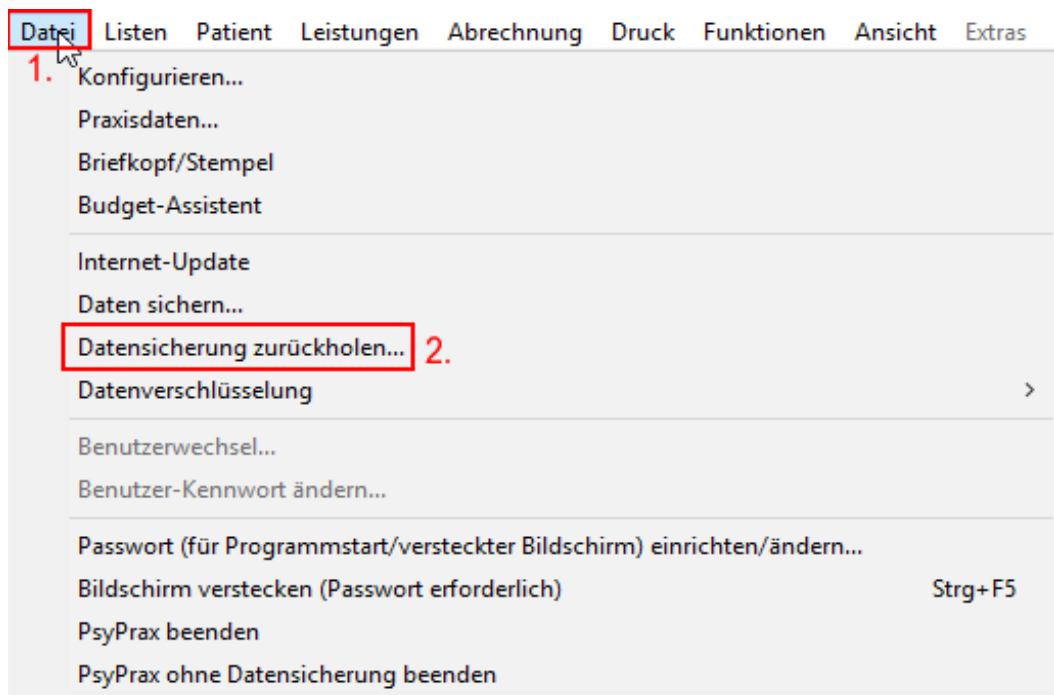 Datei Listen Patient Leistungen Abrechnung Druck Funktionen Ansicht Extras
1.
Konfigurieren...
Praxisdaten...
Briefkopf/Stempel
Budget-Assistent
Internet-Update
Daten sichern...
Datensicherung zurückholen... 2.
Datenverschlüsselung >
Benutzerwechsel...
Benutzer-Kennwort ändern...
Passwort (für Programmstart/versteckter Bildschirm) einrichten/ändern...
Bildschirm verstecken (Passwort erforderlich) Strg+F5
PsyPrax beenden
PsyPrax ohne Datensicherung beenden